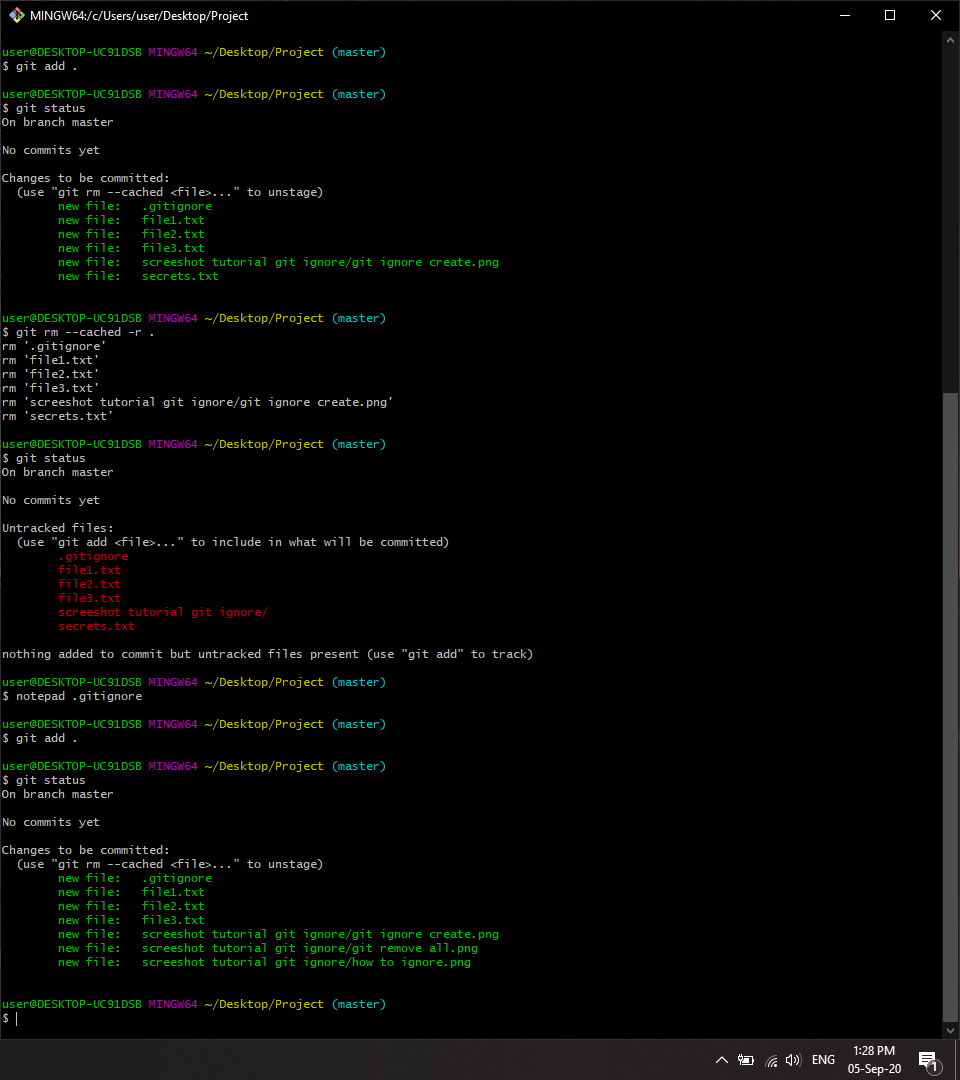 MINGW64:/c/Users/user/Desktop/Project
user@DESKTOP-UC91DSB MINGW64 ~/Desktop/Project (master)
$ git add .
user@DESKTOP-UC91DSB MINGW64 ~/Desktop/Project (master)
$ git status
On branch master
No commits yet
Changes to be committed:
  (use "git rm --cached <file>..." to unstage)
        new file:   .gitignore
        new file:   file1.txt
        new file:   file2.txt
        new file:   file3.txt
        new file:   screeshot tutorial git ignore/git ignore create.png
        new file:   secrets.txt
user@DESKTOP-UC91DSB MINGW64 ~/Desktop/Project (master)
$ git rm --cached -r .
rm '.gitignore'
rm 'file1.txt'
rm 'file2.txt'
rm 'file3.txt'
rm 'screeshot tutorial git ignore/git ignore create.png'
rm 'secrets.txt'
user@DESKTOP-UC91DSB MINGW64 ~/Desktop/Project (master)
$ git status
On branch master
No commits yet
Untracked files:
  (use "git add <file>..." to include in what will be committed)
        .gitignore
        file1.txt
        file2.txt
        file3.txt
        screeshot tutorial git ignore/
        secrets.txt
nothing added to commit but untracked files present (use "git add" to track)
user@DESKTOP-UC91DSB MINGW64 ~/Desktop/Project (master)
$ notepad .gitignore
user@DESKTOP-UC91DSB MINGW64 ~/Desktop/Project (master)
$ git add .
user@DESKTOP-UC91DSB MINGW64 ~/Desktop/Project (master)
$ git status
On branch master
No commits yet
Changes to be committed:
  (use "git rm --cached <file>..." to unstage)
        new file:   .gitignore
        new file:   file1.txt
        new file:   file2.txt
        new file:   file3.txt
        new file:   screeshot tutorial git ignore/git ignore create.png
        new file:   screeshot tutorial git ignore/git remove all.png
        new file:   screeshot tutorial git ignore/how to ignore.png
user@DESKTOP-UC91DSB MINGW64 ~/Desktop/Project (master)
$
ENG
1:28 PM
05-Sep-20
1